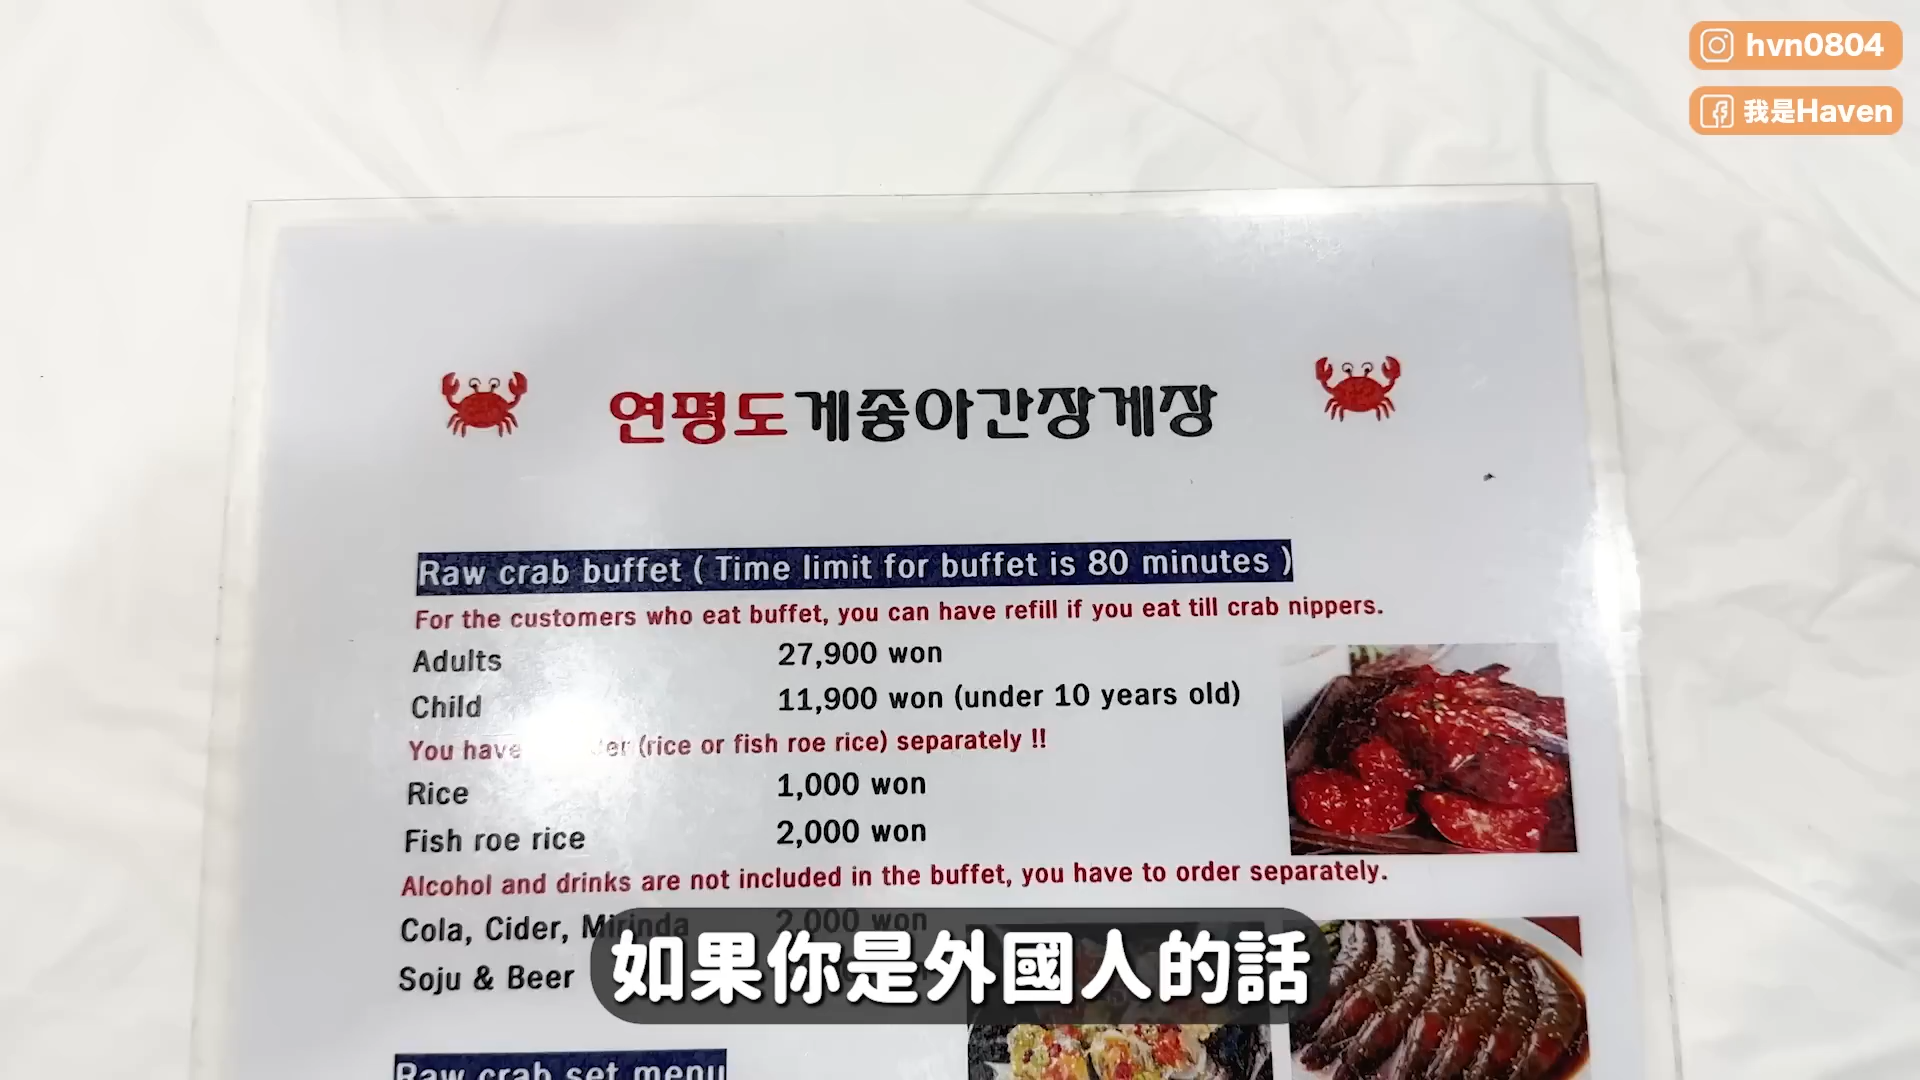 hvn0804
我是Haven
연평도게좋아간장게장
Raw crab buffet ( Time limit for buffet is 80 minutes )
For the customers who eat buffet, you can have refill if you eat till crab nippers.
Adults 27,900 won
Child 11,900 won (under 10 years old)
You have (rice or fish roe rice) separately !!
Rice 1,000 won
Fish roe rice 2,000 won
Alcohol and drinks are not included in the buffet, you have to order separately.
Cola, Cider, Mirinda 2,000 won
Soju & Beer
如果你是外國人的話
Raw crab set menu